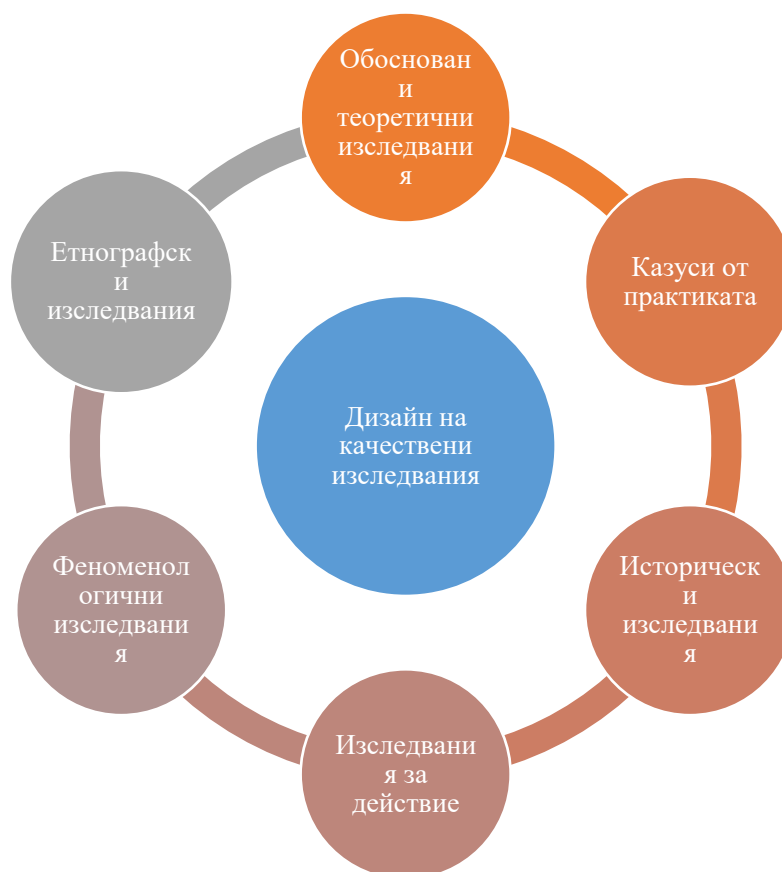 Обоснован
и
теоретични
изследвани
я
Казуси от
практиката
Историческ
и
изследвани
я
Изследвани
я за
действие
Феноменол
огични
изследвани
я
Етнографск
и
изследвания
Дизайн на
качествени
изследвания